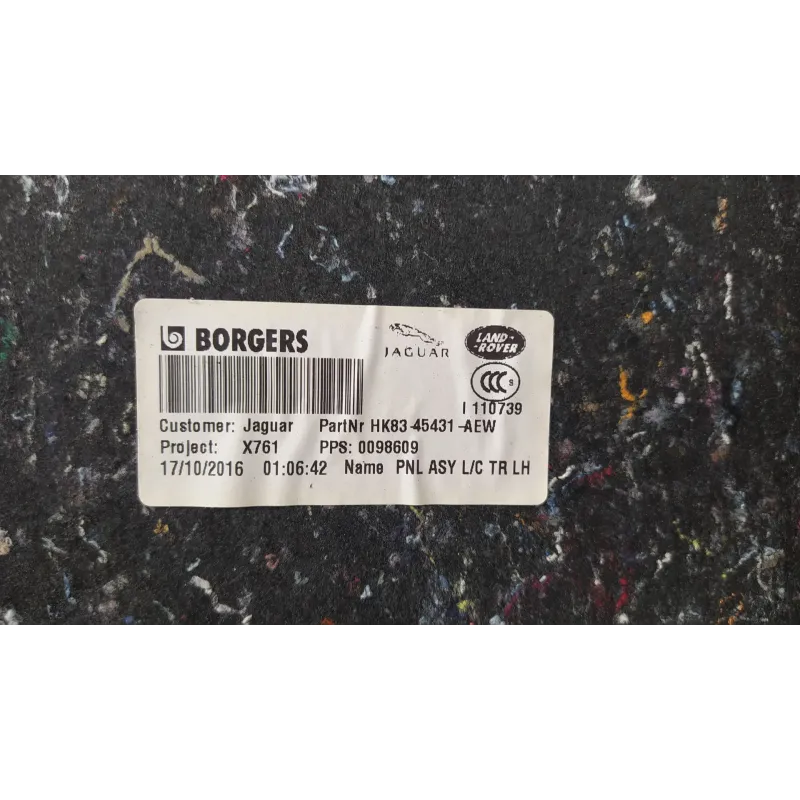 BORGERS
JAGUAR
LAND
ROVER
CCC S
I 110739
Customer: Jaguar PartNr HK83-45431-AEW
Project: X761 PPS: 0098609
17/10/2016 01:06:42 Name PNL ASY L/C TR LH